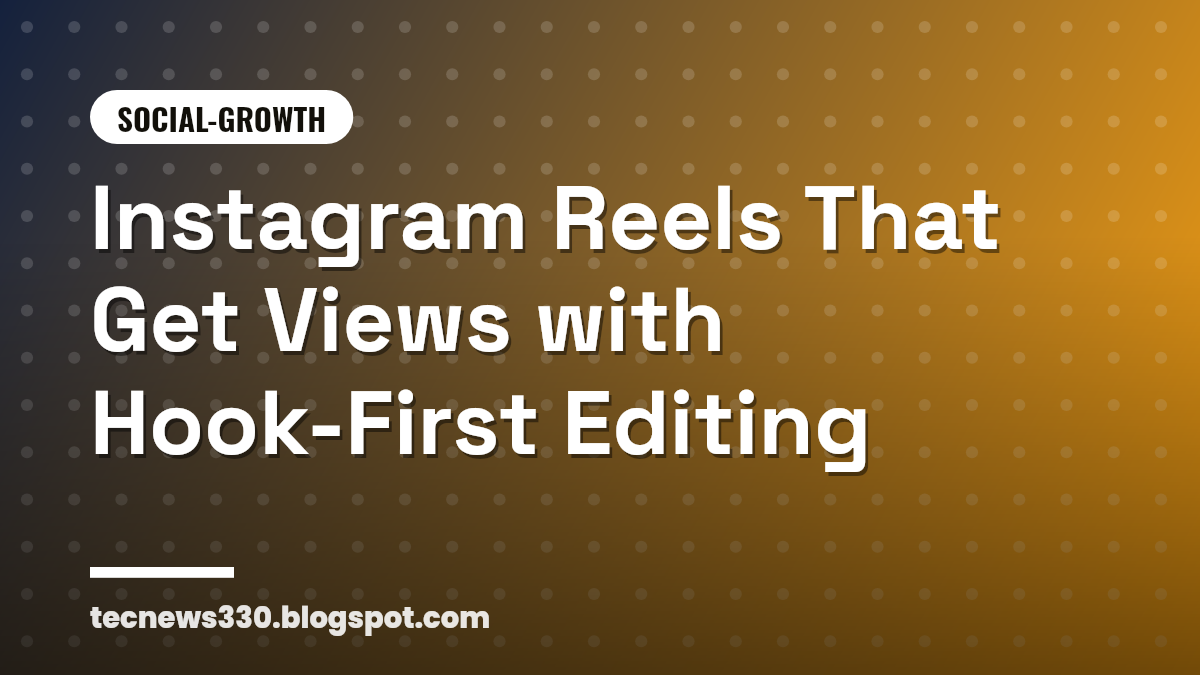 SOCIAL-GROWTH
Instagram Reels That
Get Views with
Hook-First Editing
tecnews330.blogspot.com